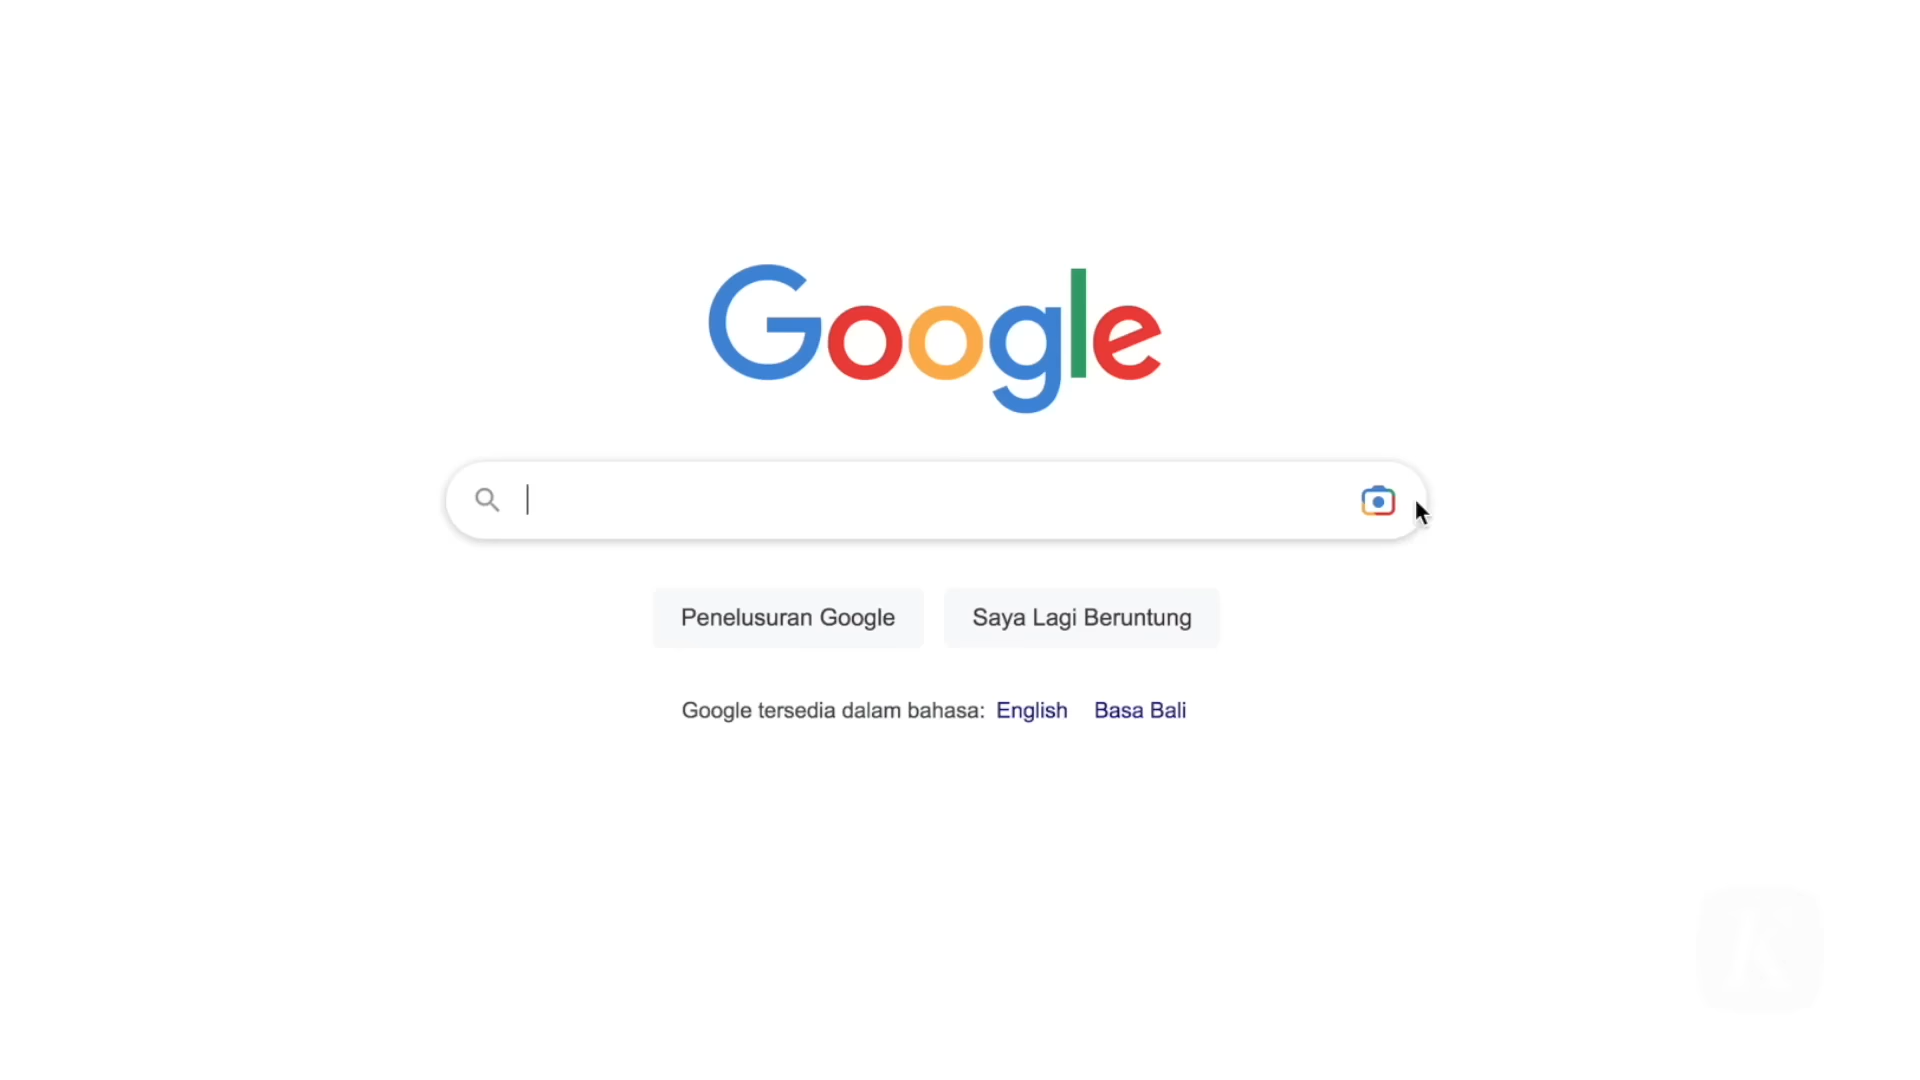 Google
Penelusuran Google
Saya Lagi Beruntung
Google tersedia dalam bahasa: English Basa Bali
K